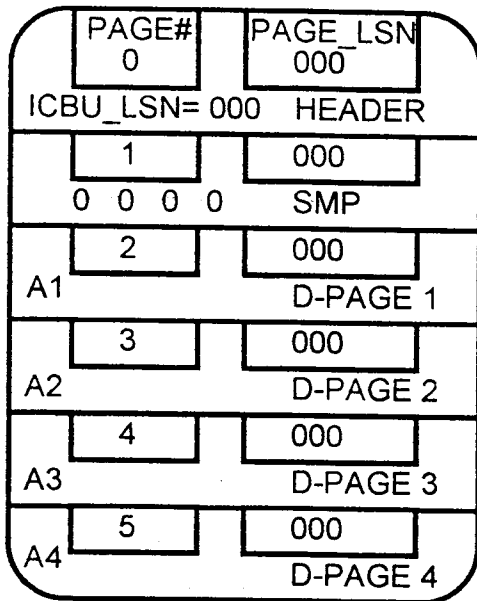 PAGE# PAGE_LSN
0 000
ICBU_LSN= 000 HEADER
1 000
0 0 0 0 SMP
2 000
A1 D-PAGE 1
3 000
A2 D-PAGE 2
4 000
A3 D-PAGE 3
5 000
A4 D-PAGE 4